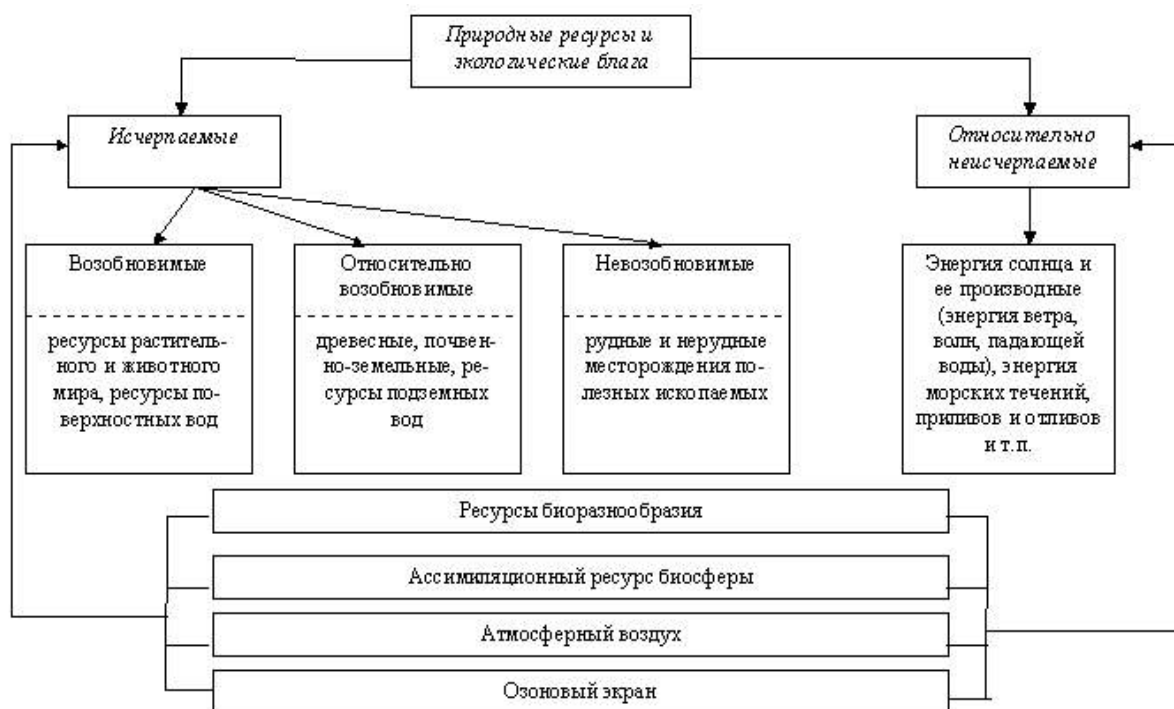 Природные ресурсы и
экологические блага
Исчерпаемые
Относительно
неисчерпаемые
Возобновимые
ресурсы раститель-
ного и животного
мира, ресурсы по-
верхностных вод
Относительно
возобновимые
древесные, почвен-
но-земельные, ре-
сурсы подземных
вод
Невозобновимые
рудные и нерудные
месторождения по-
лезных ископаемых
Энергия солнца и
ее производные
(энергия ветра,
волн, падающей
воды), энергия
морских течений,
приливов и отливов
и т.п.
Ресурсы биоразнообразия
Ассимиляционный ресурс биосферы
Атмосферный воздух
Озоновый экран